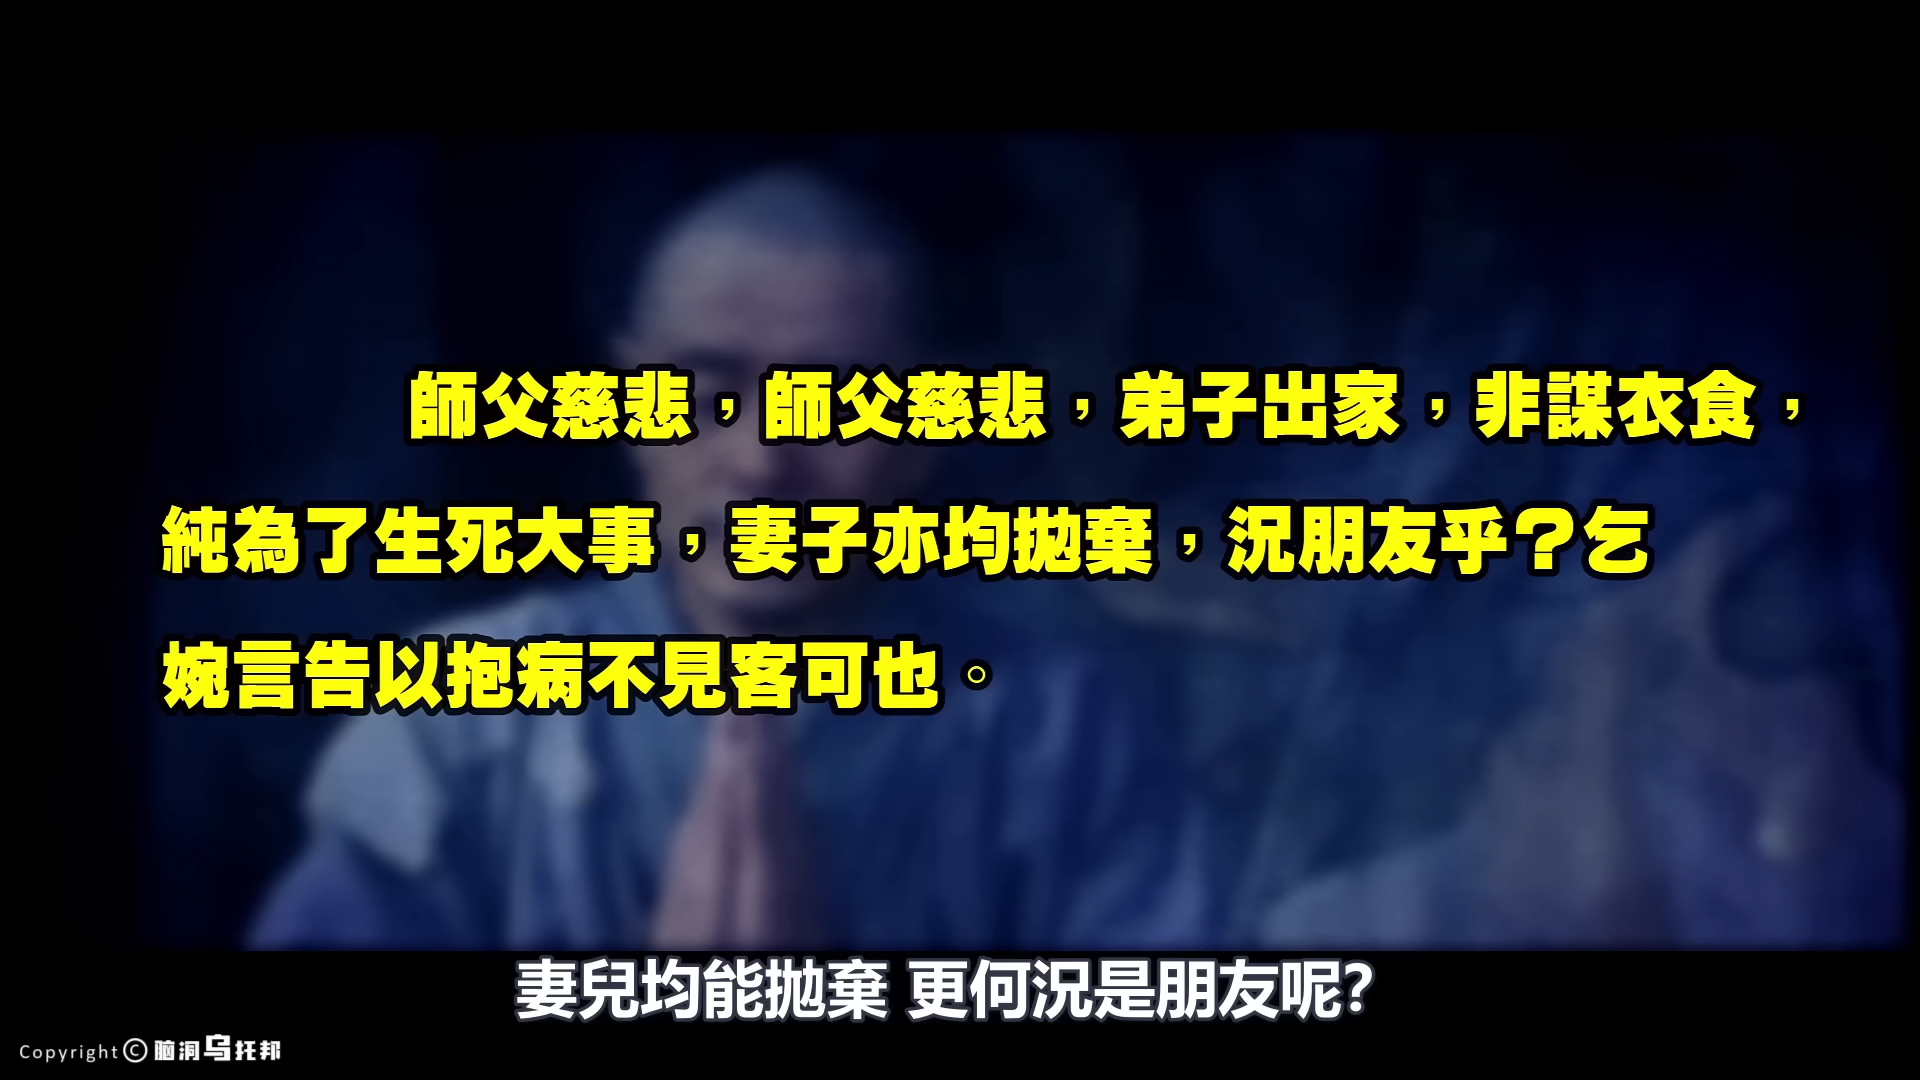 師父慈悲，師父慈悲，弟子出家，非謀衣食，
純為了生死大事，妻子亦均拋棄，況朋友乎？乞
婉言告以抱病不見客可也。
妻兒均能拋棄 更何況是朋友呢?
Copyright © 脑洞乌托邦